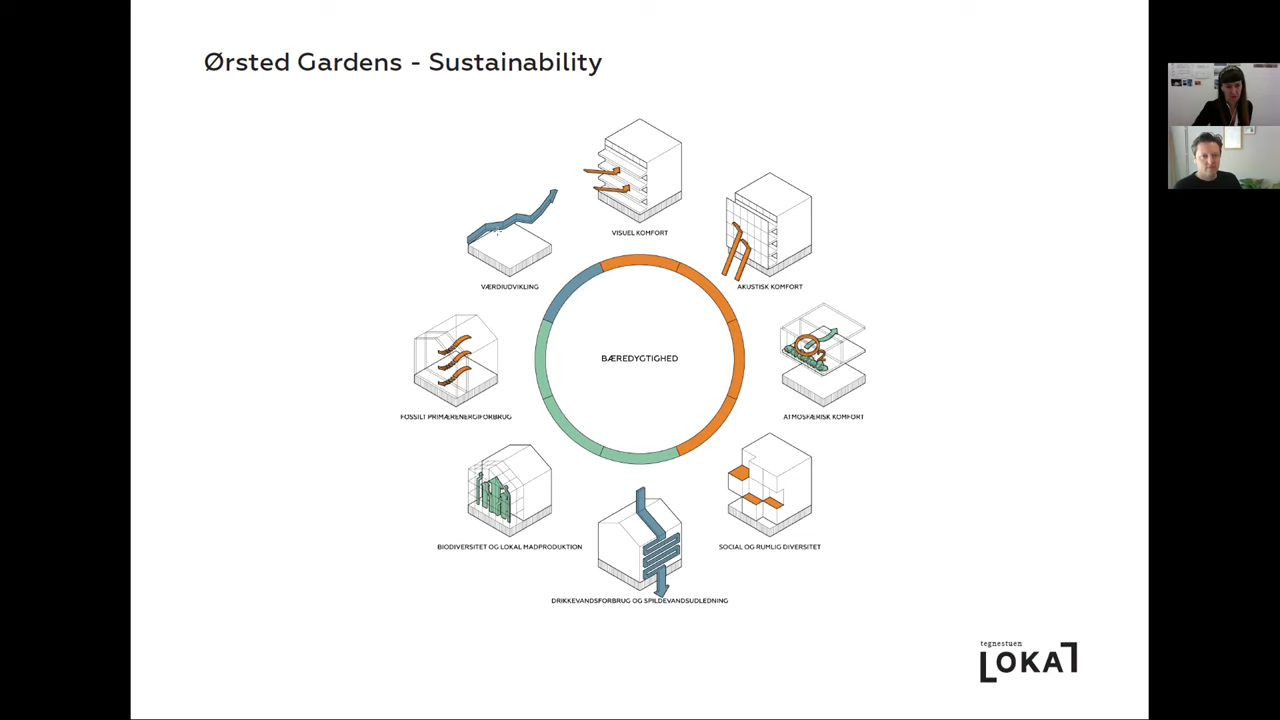 Ørsted Gardens - Sustainability
VISUEL KOMFORT
VÆRDIUDVIKLING
AKUSTISK KOMFORT
BÆREDYGTIGHED
FOSSILT PRIMÆRENERGIFORBRUG
ATMOSFÆRISK KOMFORT
BIODIVERSITET OG LOKAL MADPRODUKTION
SOCIAL OG RUMLIG DIVERSITET
DRIKKEVANDSFORBRUG OG SPILDEVANDSUDLEDNING
tegnestuen
LOKAL